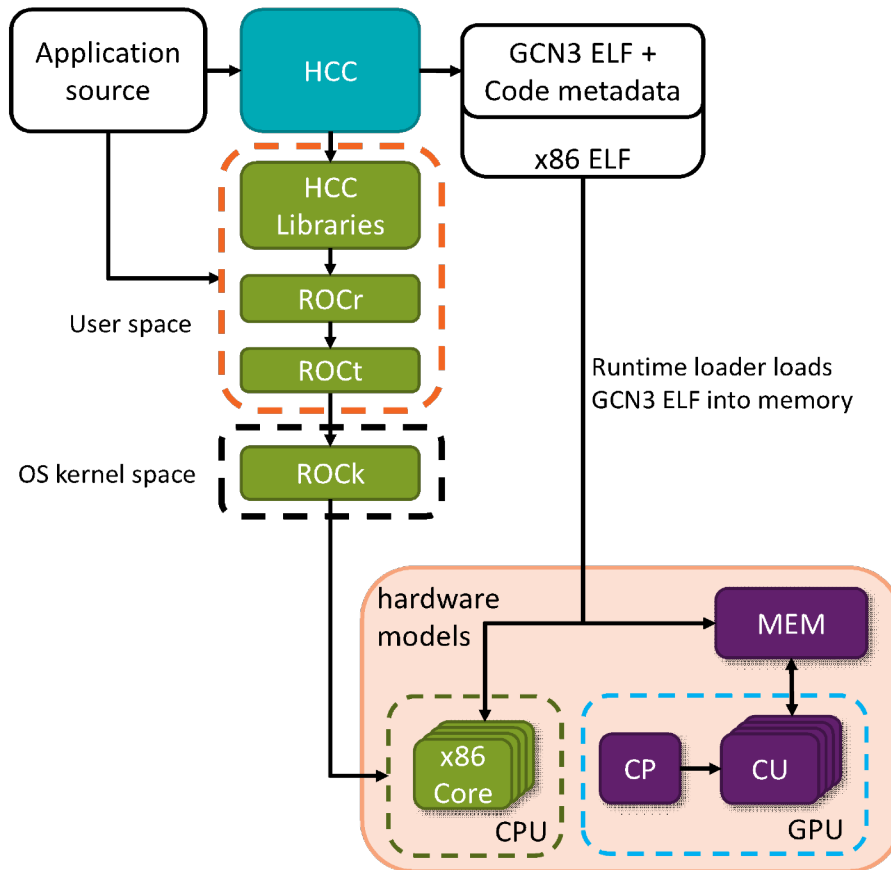 Application
source
HCC
GCN3 ELF +
Code metadata
x86 ELF
HCC
Libraries
ROCr
User space
ROCt
Runtime loader loads
GCN3 ELF into memory
OS kernel space
ROCk
hardware
models
MEM
x86
Core
CPU
CP
CU
GPU